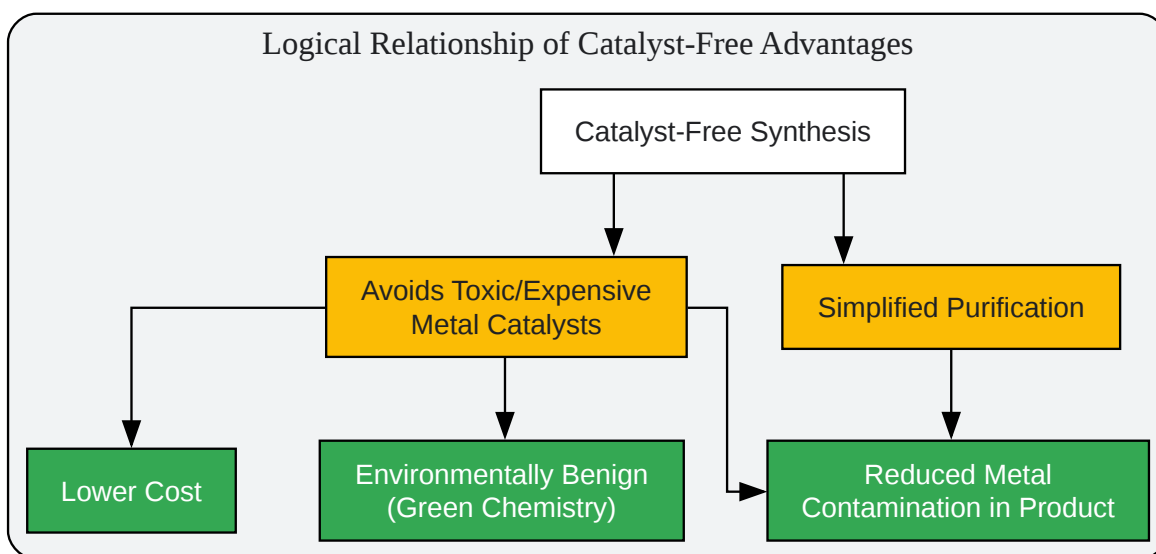 Logical Relationship of Catalyst-Free Advantages
Catalyst-Free Synthesis
Avoids Toxic/Expensive
Metal Catalysts
Simplified Purification
Lower Cost
Environmentally Benign
(Green Chemistry)
Reduced Metal
Contamination in Product